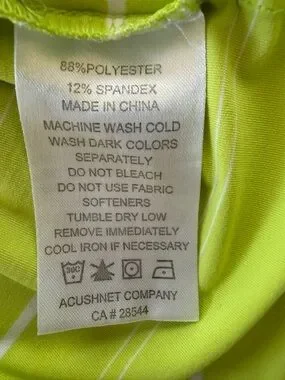 88%POLYESTER
12% SPANDEX
MADE IN CHINA
MACHINE WASH COLD
WASH DARK COLORS
SEPARATELY
DO NOT BLEACH
DO NOT USE FABRIC
SOFTENERS
TUMBLE DRY LOW
REMOVE IMMEDIATELY
COOL IRON IF NECESSARY
30C
ACUSHNET COMPANY
CA # 28544